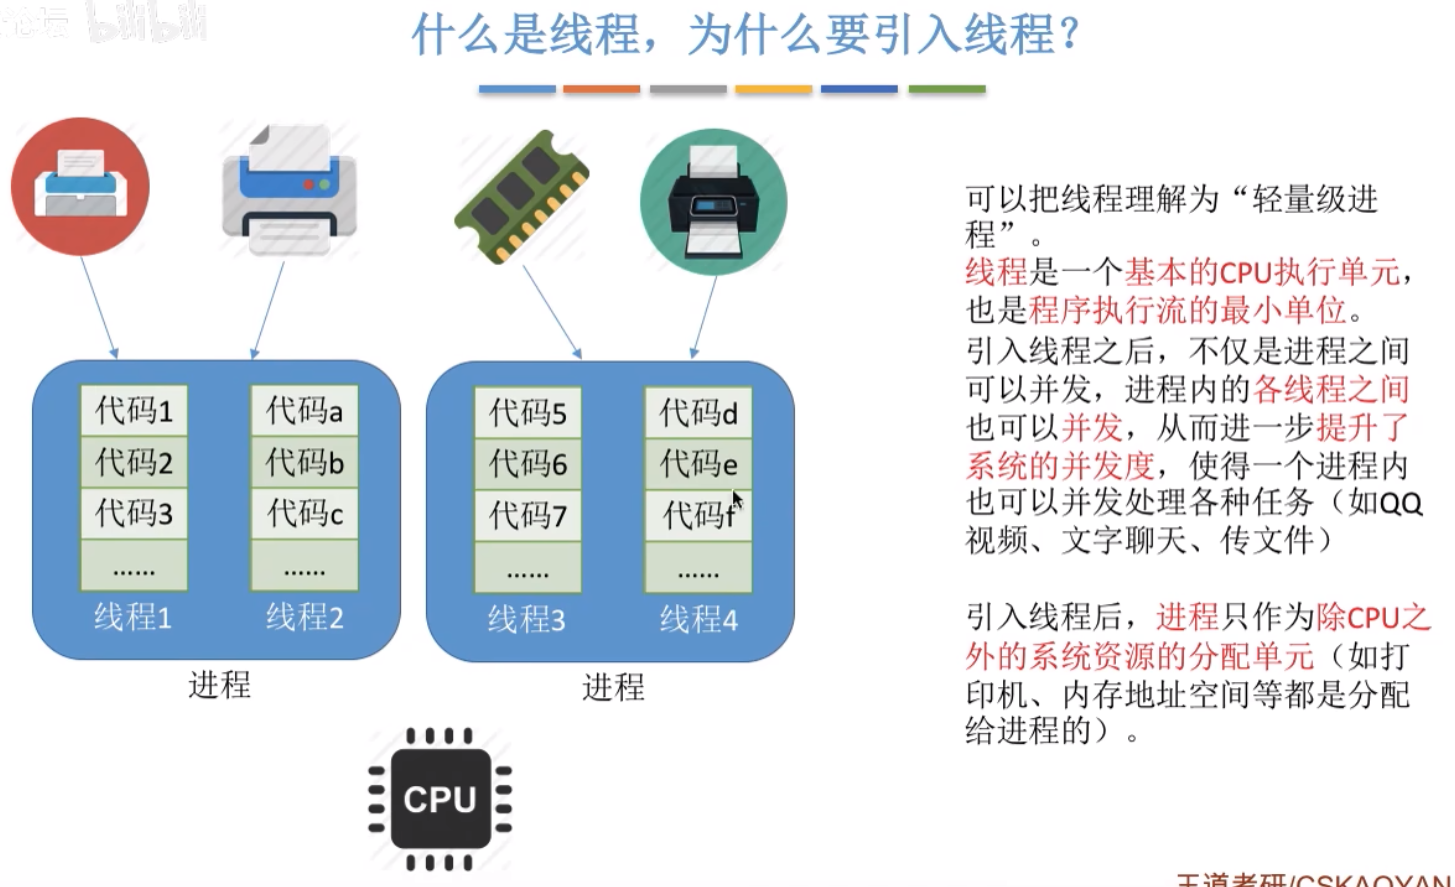 论坛 bilibili
什么是线程，为什么要引入线程？
可以把线程理解为“轻量级进
程”。
线程是一个基本的CPU执行单元，
也是程序执行流的最小单位。
引入线程之后，不仅是进程之间
可以并发，进程内的各线程之间
也可以并发，从而进一步提升了
系统的并发度，使得一个进程内
也可以并发处理各种任务（如QQ
视频、文字聊天、传文件）
引入线程后，进程只作为除CPU之
外的系统资源的分配单元（如打
印机、内存地址空间等都是分配
给进程的）。
代码1
代码2
代码3
......
线程1
代码a
代码b
代码c
......
线程2
进程
代码5
代码6
代码7
......
线程3
代码d
代码e
代码f
......
线程4
进程
CPU
王道考研/CSKAOYAN